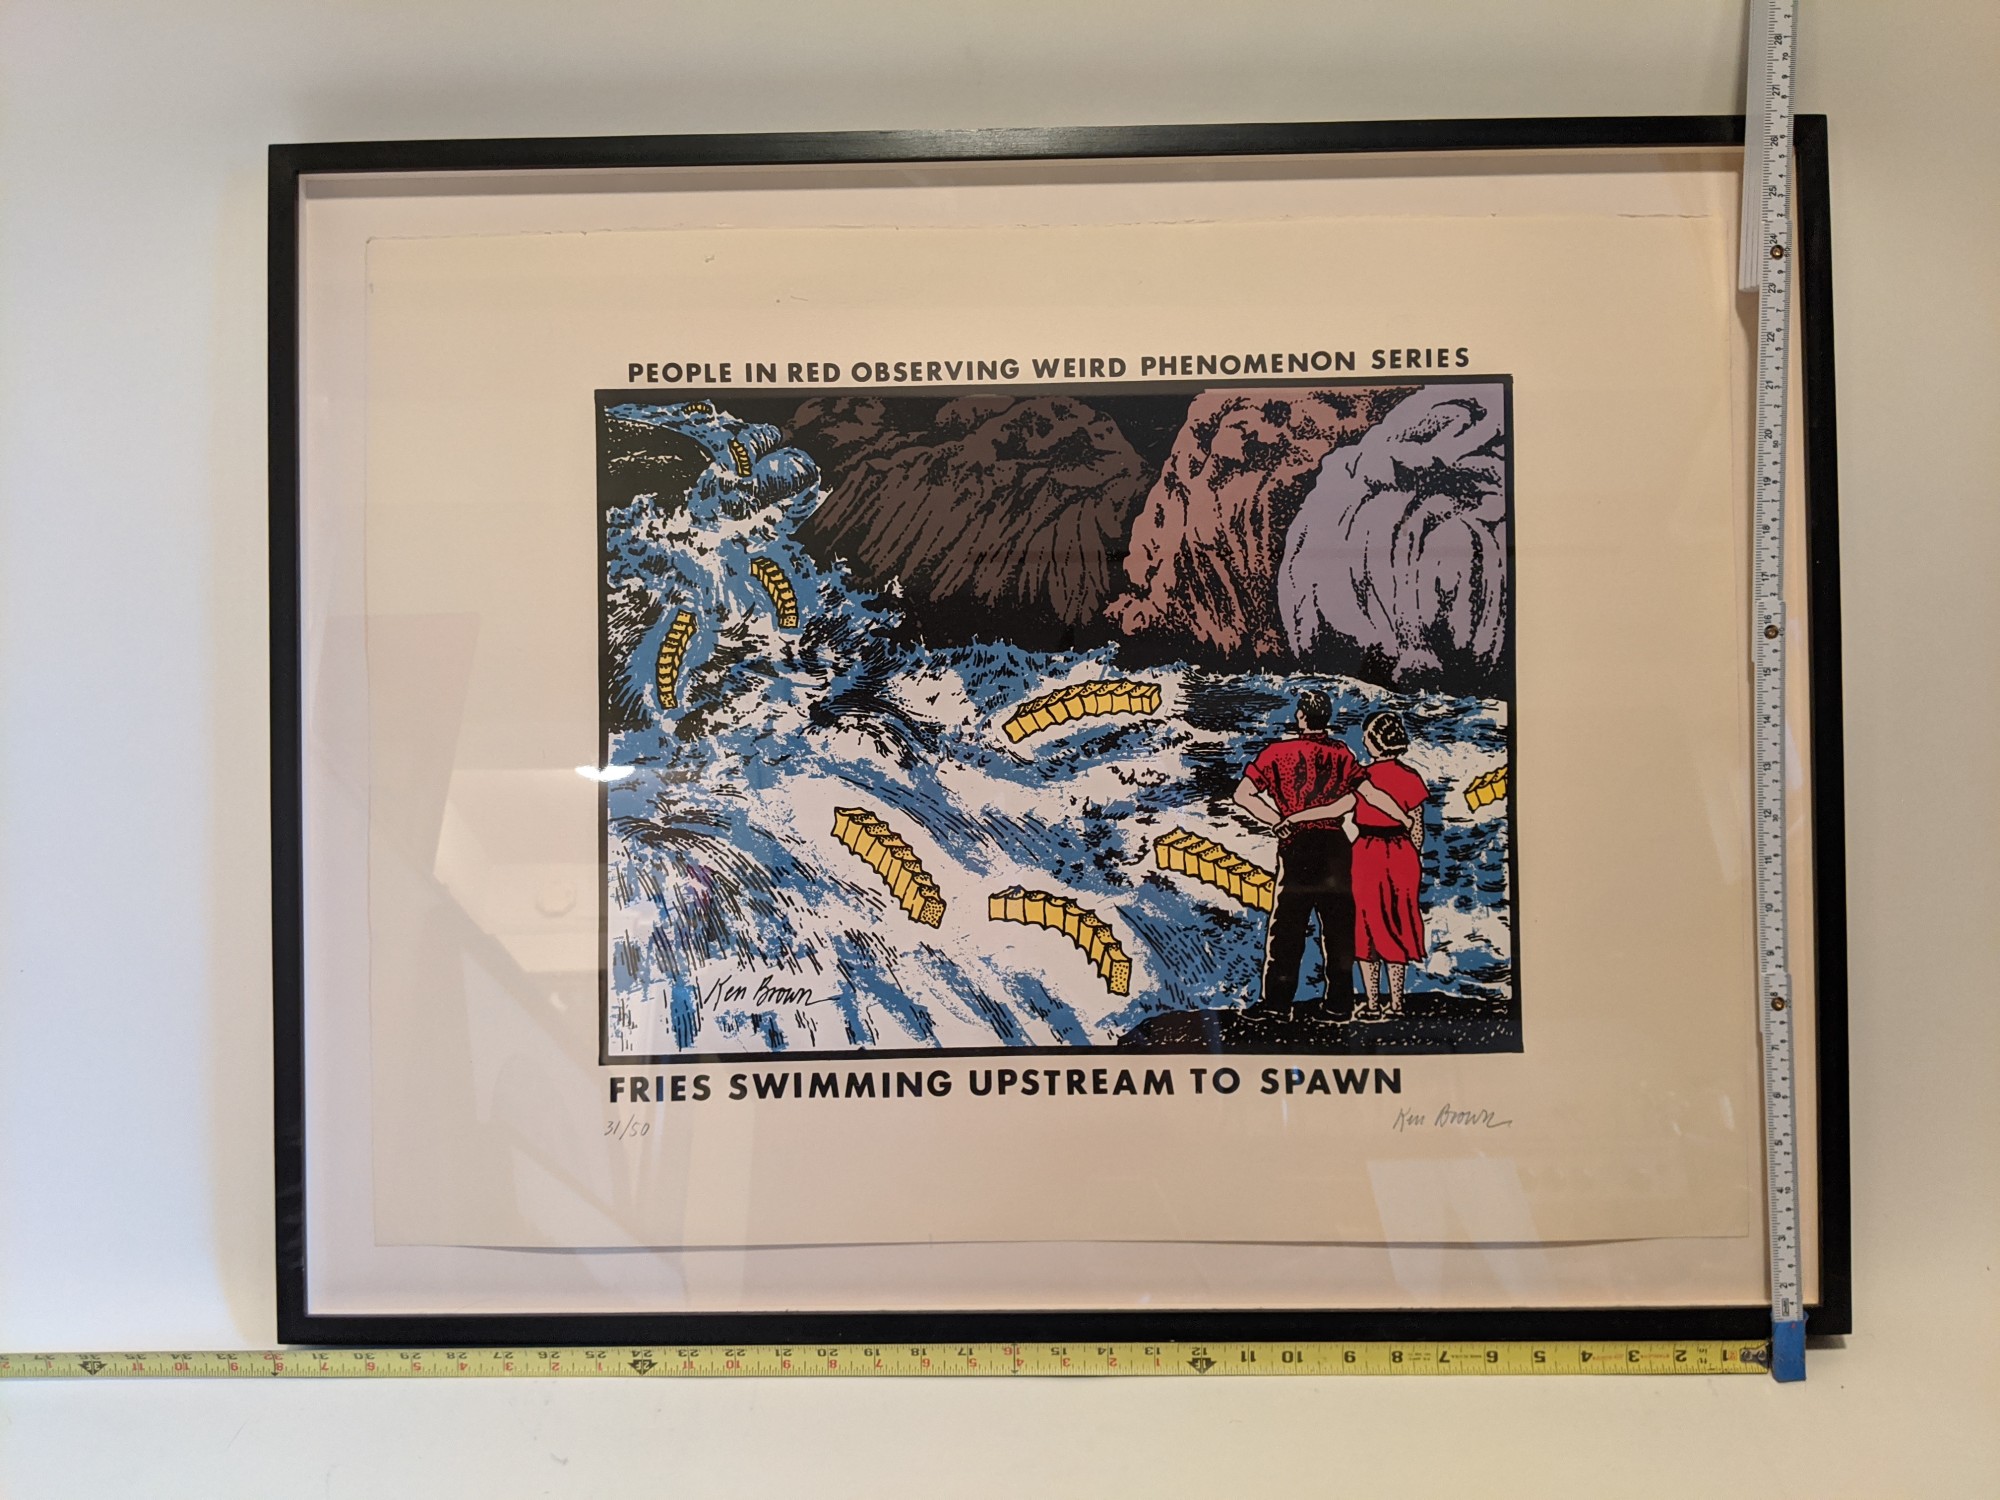 PEOPLE IN RED OBSERVING WEIRD PHENOMENON SERIES
Ken Brown
FRIES SWIMMING UPSTREAM TO SPAWN
31/50
Ken Brown